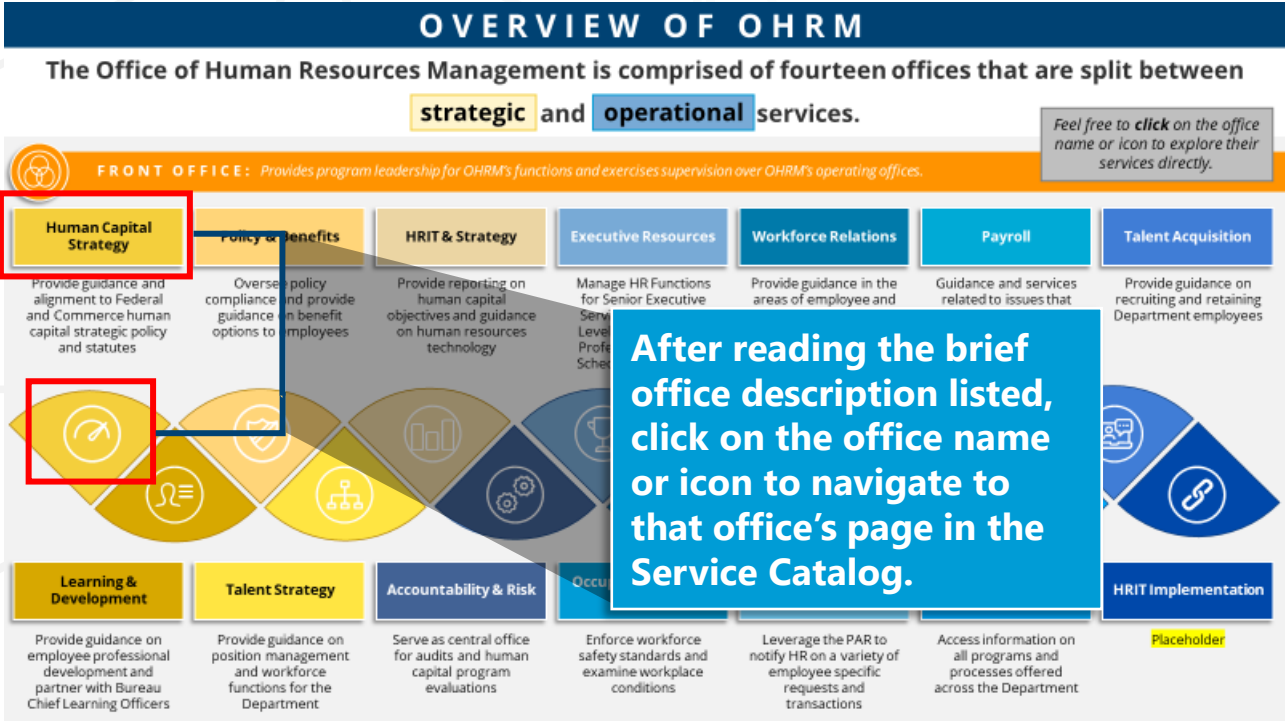 OVERVIEW OF OHRM
The Office of Human Resources Management is comprised of fourteen offices that are split between
strategic and operational services.
Feel free to click on the office
name or icon to explore their
services directly.
FRONT OFFICE: Provides program leadership for OHRM's functions and exercises supervision over OHRM's operating offices.
Human Capital
Strategy
Policy & Benefits
HRIT & Strategy
Executive Resources
Workforce Relations
Payroll
Talent Acquisition
Provide guidance and
alignment to Federal
and Commerce human
capital strategic policy
and statutes
Oversee policy
compliance and provide
guidance on benefit
options to employees
Provide reporting on
human capital
objectives and guidance
on human resources
technology
Manage HR Functions
for Senior Executive
Provide guidance in the
areas of employee and
Guidance and services
related to issues that
Provide guidance on
recruiting and retaining
Department employees
After reading the brief
office description listed,
click on the office name
or icon to navigate to
that office's page in the
Service Catalog.
Learning &
Development
Talent Strategy
Accountability & Risk
HRIT Implementation
Provide guidance on
employee professional
development and
partner with Bureau
Chief Learning Officers
Provide guidance on
position management
and workforce
functions for the
Department
Serve as central office
for audits and human
capital program
evaluations
Enforce workforce
safety standards and
examine workplace
conditions
Leverage the PAR to
notify HR on a variety of
employee specific
requests and
transactions
Access information on
all programs and
processes offered
across the Department
Placeholder